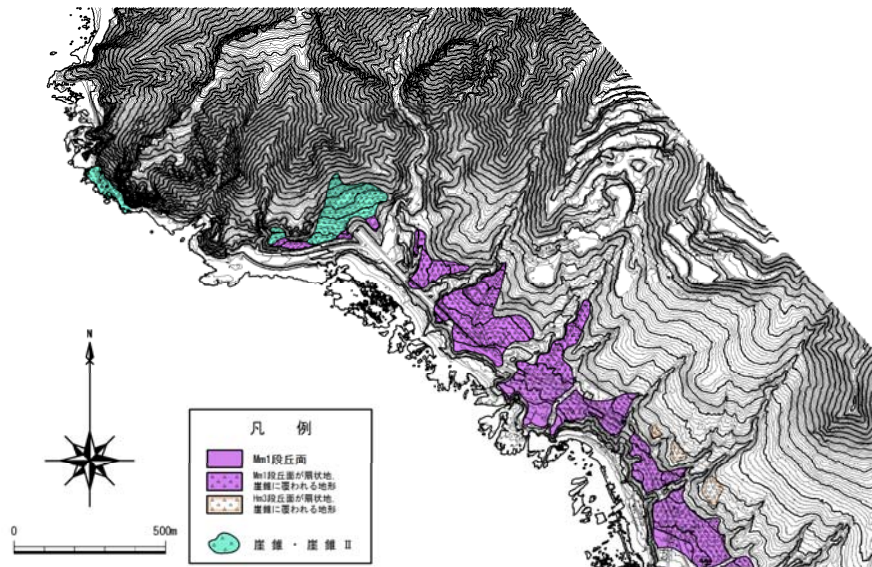 N
0 500m
凡 例
Mm1段丘面
Mm1段丘面が扇状地、
崖錐に覆われる地形
Hm3段丘面が扇状地、
崖錐に覆われる地形
崖 錐 ・ 崖 錐 Ⅱ